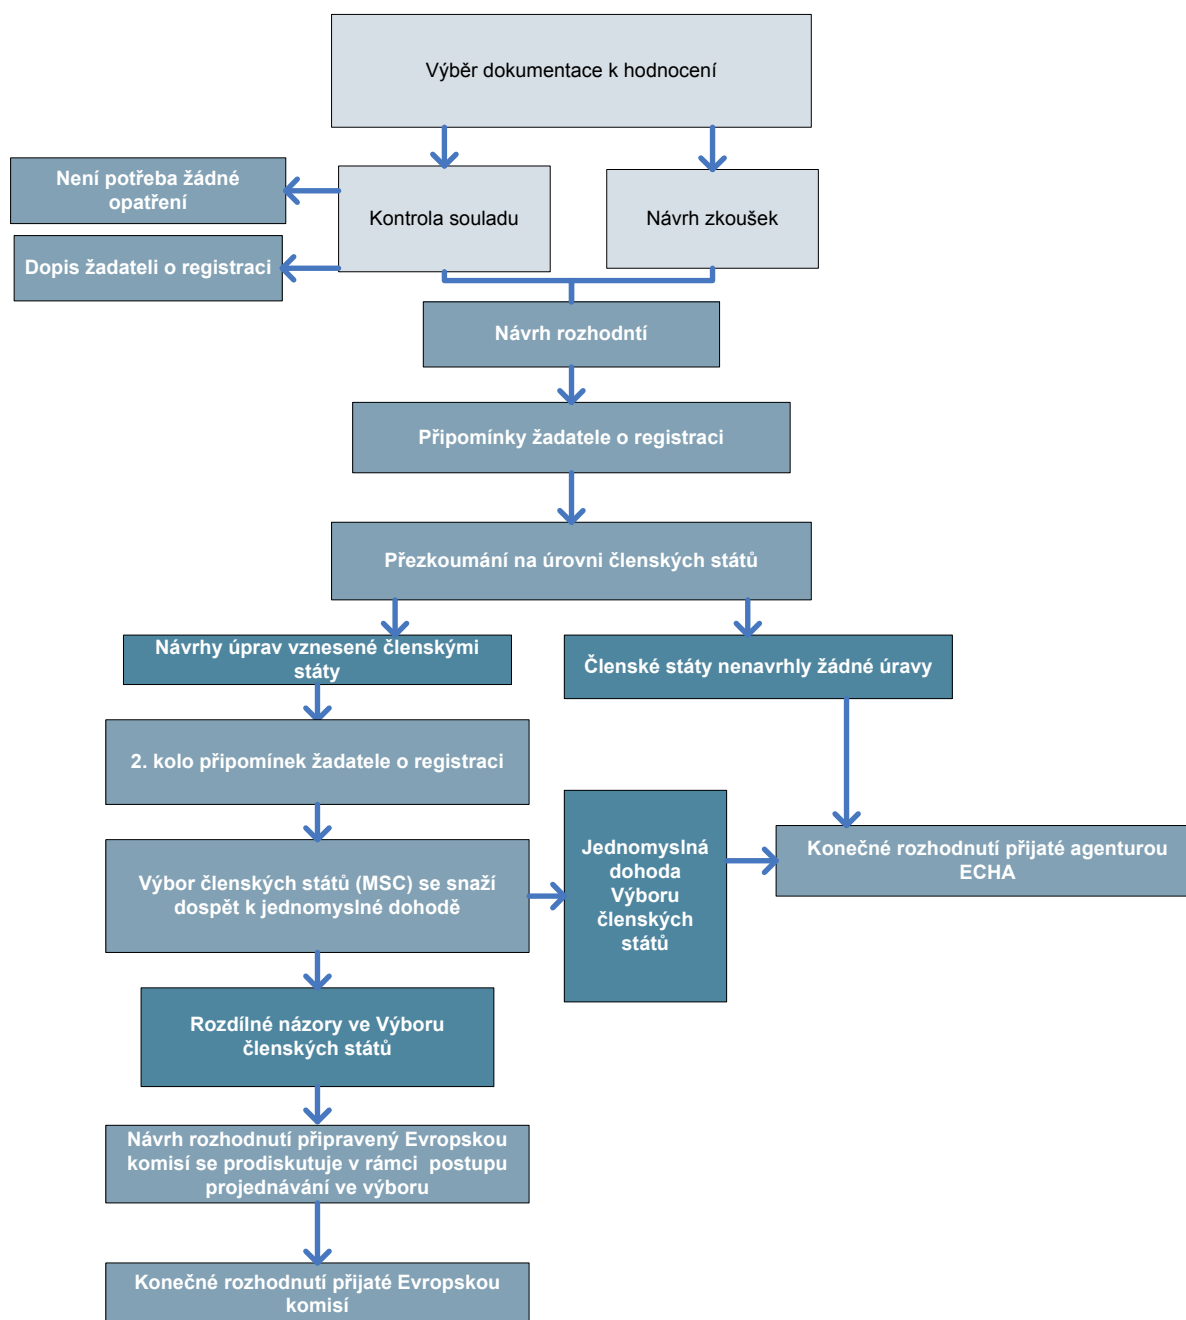 Výběr dokumentace k hodnocení
Není potřeba žádné
opatření
Kontrola souladu
Návrh zkoušek
Dopis žadateli o registraci
Návrh rozhodntí
Připomínky žadatele o registraci
Přezkoumání na úrovni členských států
Návrhy úprav vznesené členskými
státy
Členské státy nenavrhly žádné úravy
2. kolo připomínek žadatele o registraci
Výbor členských států (MSC) se snaží
dospět k jednomyslné dohodě
Jednomyslná
dohoda
Výboru
členských
států
Konečné rozhodnutí přijaté agenturou
ECHA
Rozdílné názory ve Výboru
členských států
Návrh rozhodnutí připravený Evropskou
komisí se prodiskutuje v rámci  postupu
projednávání ve výboru
Konečné rozhodnutí přijaté Evropskou
komisí